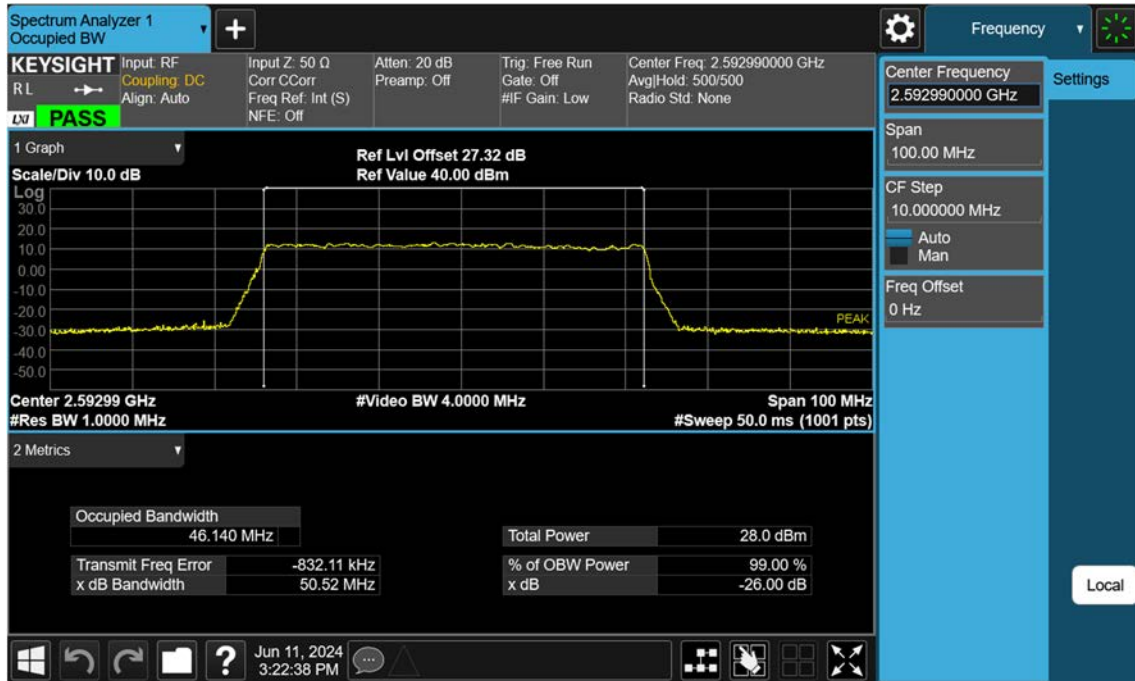 Spectrum Analyzer 1
Occupied BW
+
Frequency
KEYSIGHT
R L
LXI PASS
Input: RF
Coupling: DC
Align: Auto
Input Z: 50 Ω
Corr CCorr
Freq Ref: Int (S)
NFE: Off
Atten: 20 dB
Preamp: Off
Trig: Free Run
Gate: Off
#IF Gain: Low
Center Freq: 2.592990000 GHz
Avg|Hold: 500/500
Radio Std: None
Center Frequency
2.592990000 GHz
Settings
Span
100.00 MHz
CF Step
10.000000 MHz
Auto
Man
Freq Offset
0 Hz
1 Graph
Scale/Div 10.0 dB
Ref Lvl Offset 27.32 dB
Ref Value 40.00 dBm
Log
30.0
20.0
10.0
0.00
-10.0
-20.0
-30.0
-40.0
-50.0
PEAK
Center 2.59299 GHz
#Res BW 1.0000 MHz
#Video BW 4.0000 MHz
Span 100 MHz
#Sweep 50.0 ms (1001 pts)
2 Metrics
Occupied Bandwidth
46.140 MHz
Total Power 28.0 dBm
Transmit Freq Error -832.11 kHz
% of OBW Power 99.00 %
x dB Bandwidth 50.52 MHz
x dB -26.00 dB
Local
?
Jun 11, 2024
3:22:38 PM